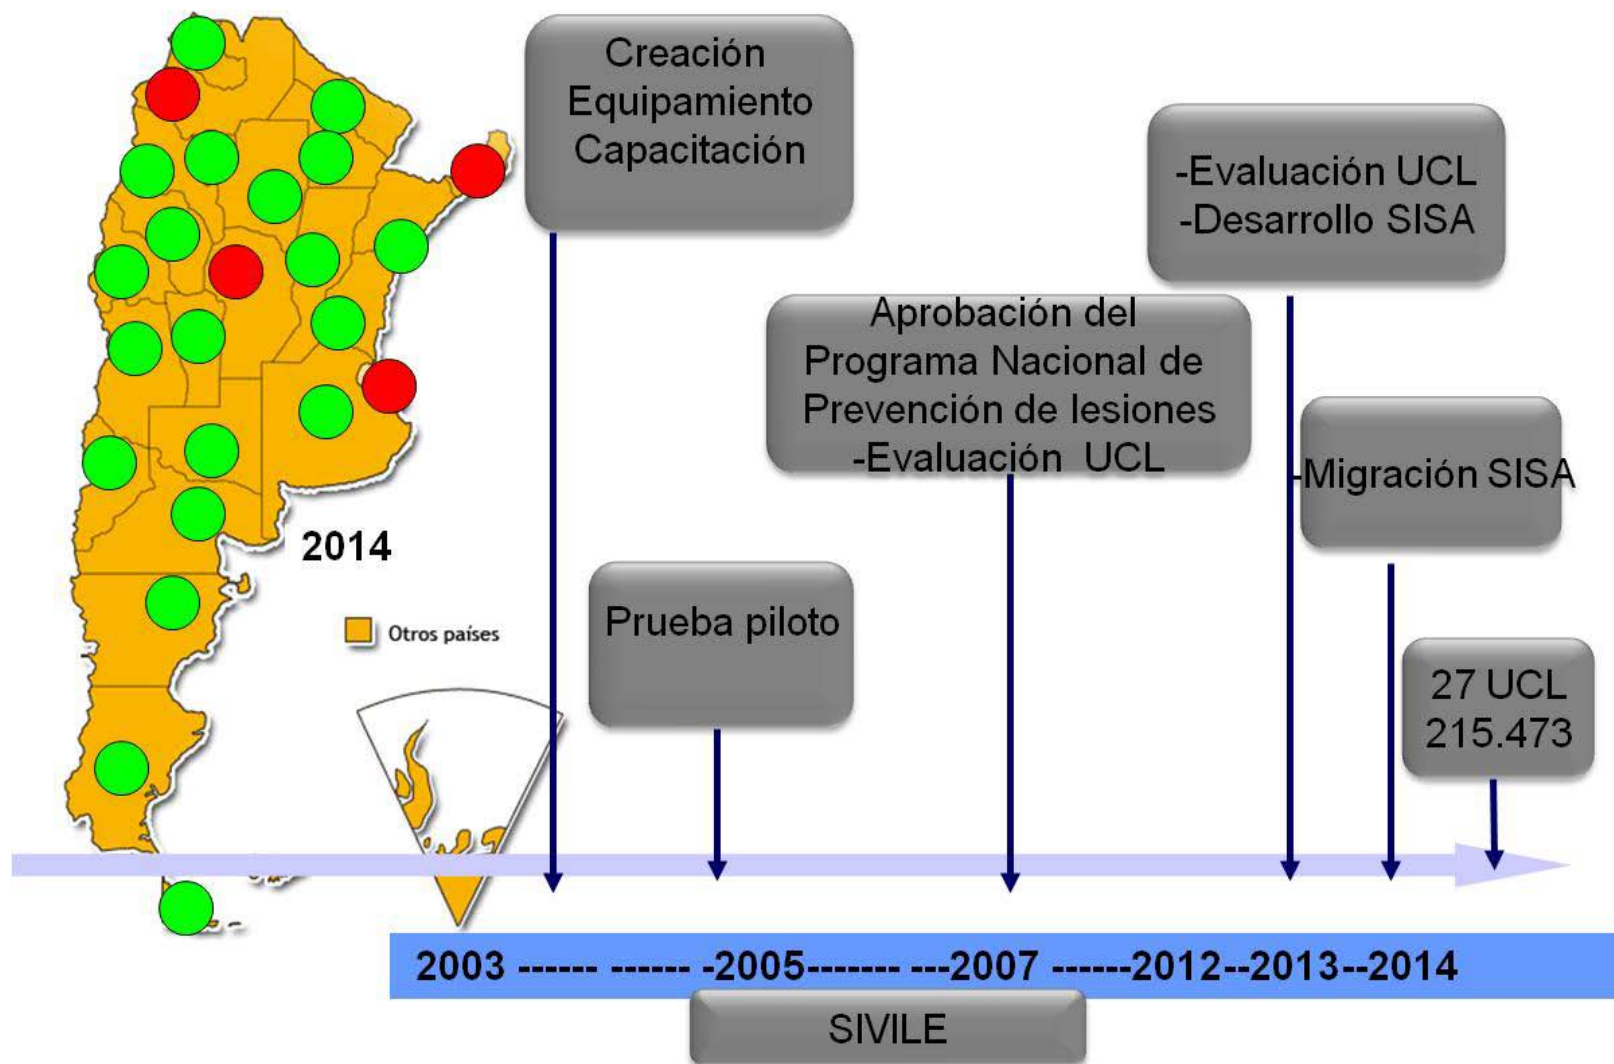 Creación
Equipamiento
Capacitación
-Evaluación UCL
-Desarrollo SISA
Aprobación del
Programa Nacional de
Prevención de lesiones
-Evaluación  UCL
-Migración SISA
2014
Otros países
Prueba piloto
27 UCL
215.473
2003 ------ ------ -2005------- ---2007 ------2012--2013--2014
SIVILE